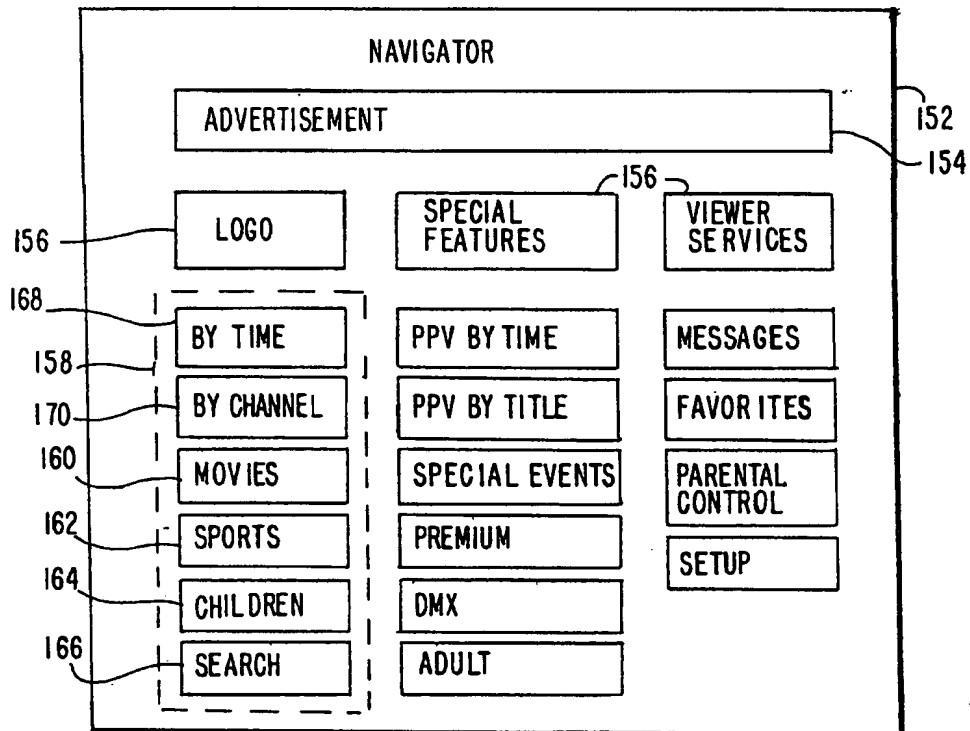 NAVIGATOR
ADVERTISEMENT
152
154
156
156
LOGO
SPECIAL
FEATURES
VIEWER
SERVICES
168
158
170
160
162
164
166
BY TIME
BY CHANNEL
MOVIES
SPORTS
CHILDREN
SEARCH
PPV BY TIME
PPV BY TITLE
SPECIAL EVENTS
PREMIUM
DMX
ADULT
MESSAGES
FAVORITES
PARENTAL
CONTROL
SETUP